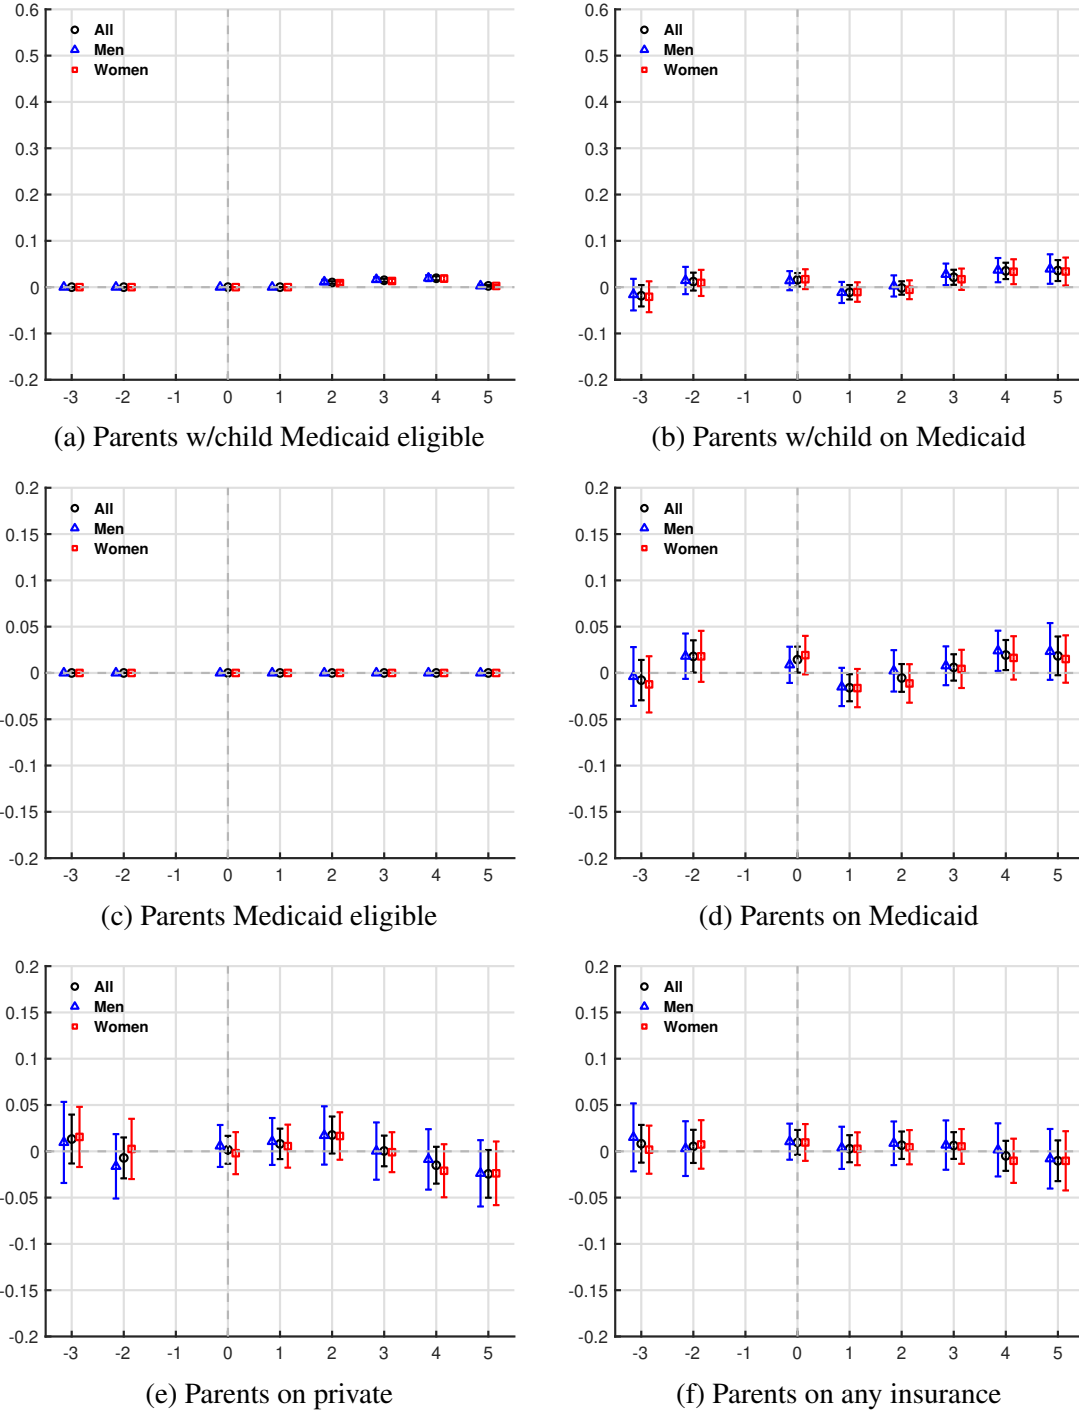 0.6
0.5
0.4
0.3
0.2
0.1
0
-0.1
-0.2
All
Men
Women
-3 -2 -1 0 1 2 3 4 5
(a) Parents w/child Medicaid eligible
0.6
0.5
0.4
0.3
0.2
0.1
0
-0.1
-0.2
All
Men
Women
-3 -2 -1 0 1 2 3 4 5
(b) Parents w/child on Medicaid
0.2
0.15
0.1
0.05
0
-0.05
-0.1
-0.15
-0.2
All
Men
Women
-3 -2 -1 0 1 2 3 4 5
(c) Parents Medicaid eligible
0.2
0.15
0.1
0.05
0
-0.05
-0.1
-0.15
-0.2
All
Men
Women
-3 -2 -1 0 1 2 3 4 5
(d) Parents on Medicaid
0.2
0.15
0.1
0.05
0
-0.05
-0.1
-0.15
-0.2
All
Men
Women
-3 -2 -1 0 1 2 3 4 5
(e) Parents on private
0.2
0.15
0.1
0.05
0
-0.05
-0.1
-0.15
-0.2
All
Men
Women
-3 -2 -1 0 1 2 3 4 5
(f) Parents on any insurance